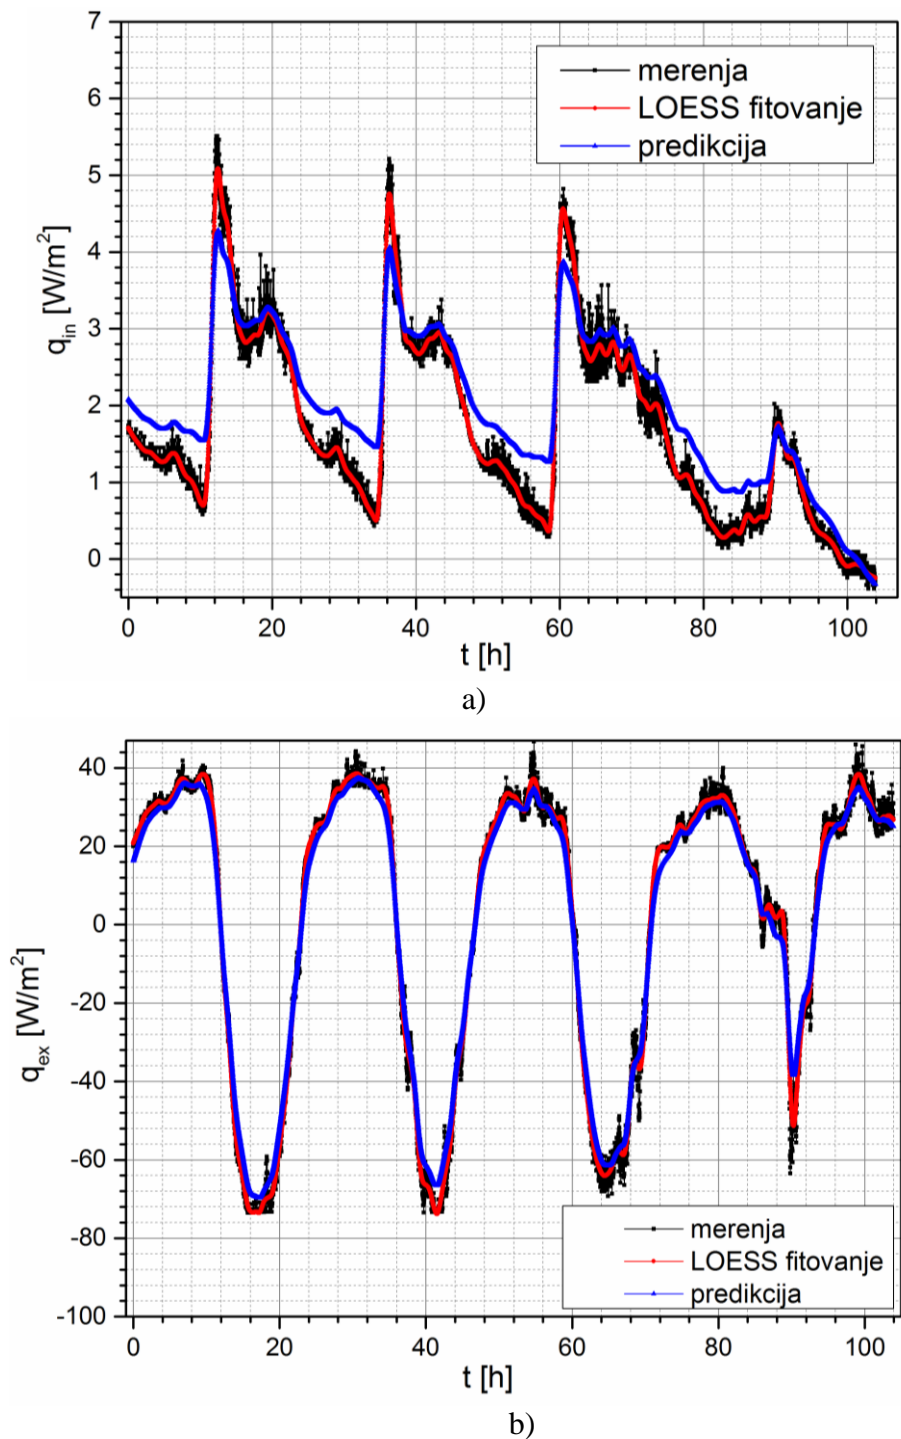 7
6
5
4
3
2
1
0
q_in [W/m²]
merenja
LOESS fitovanje
predikcija
0 20 40 60 80 100
t [h]
a)
40
20
0
-20
-40
-60
-80
-100
q_ex [W/m²]
merenja
LOESS fitovanje
predikcija
0 20 40 60 80 100
t [h]
b)